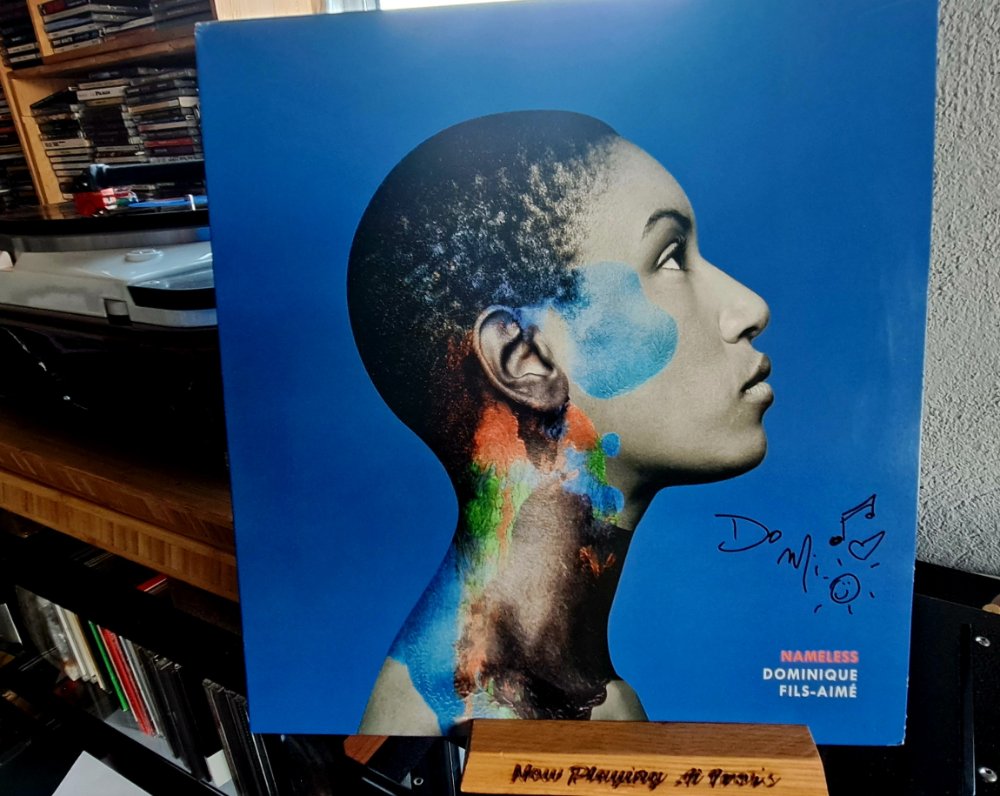 Do
Mi
NAMELESS
DOMINIQUE
FILS-AIMÉ
Now Playing At